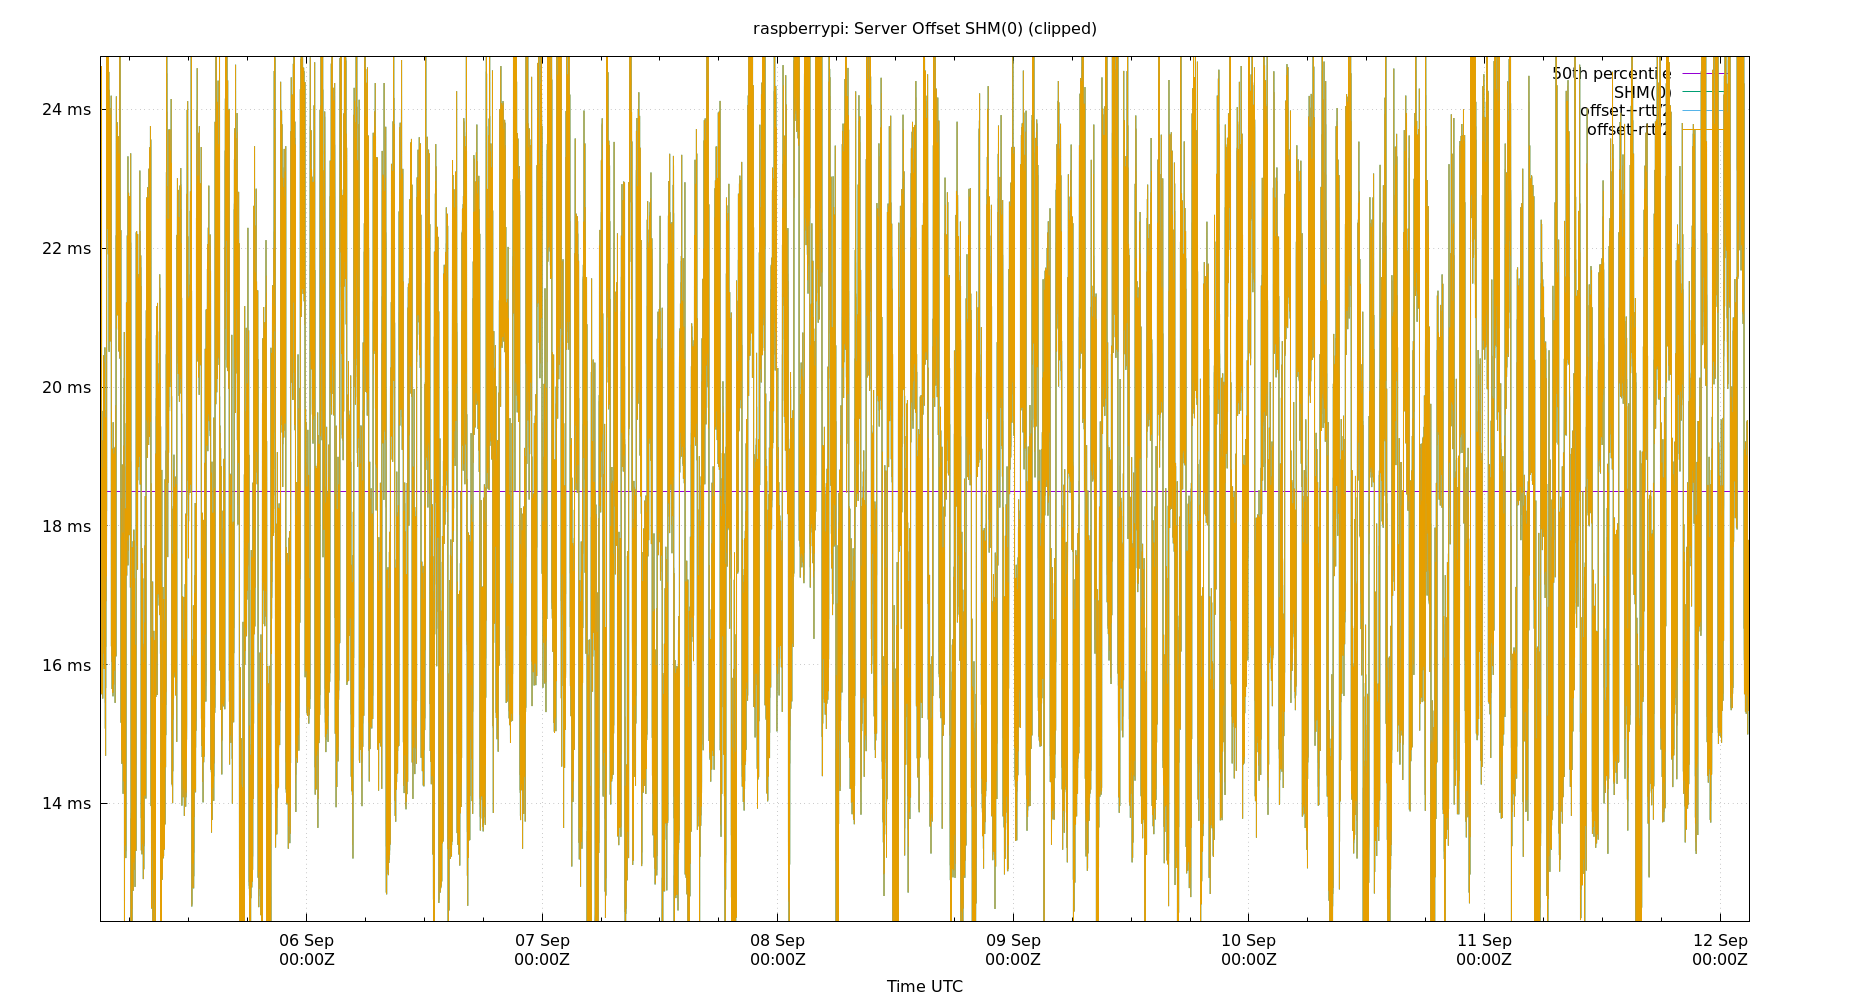 raspberrypi: Server Offset SHM(0) (clipped)
50th percentile
SHM(0)
offset+rtt/2
offset-rtt/2
24 ms
22 ms
20 ms
18 ms
16 ms
14 ms
06 Sep 07 Sep 08 Sep 09 Sep 10 Sep 11 Sep 12 Sep
00:00Z 00:00Z 00:00Z 00:00Z 00:00Z 00:00Z 00:00Z
Time UTC